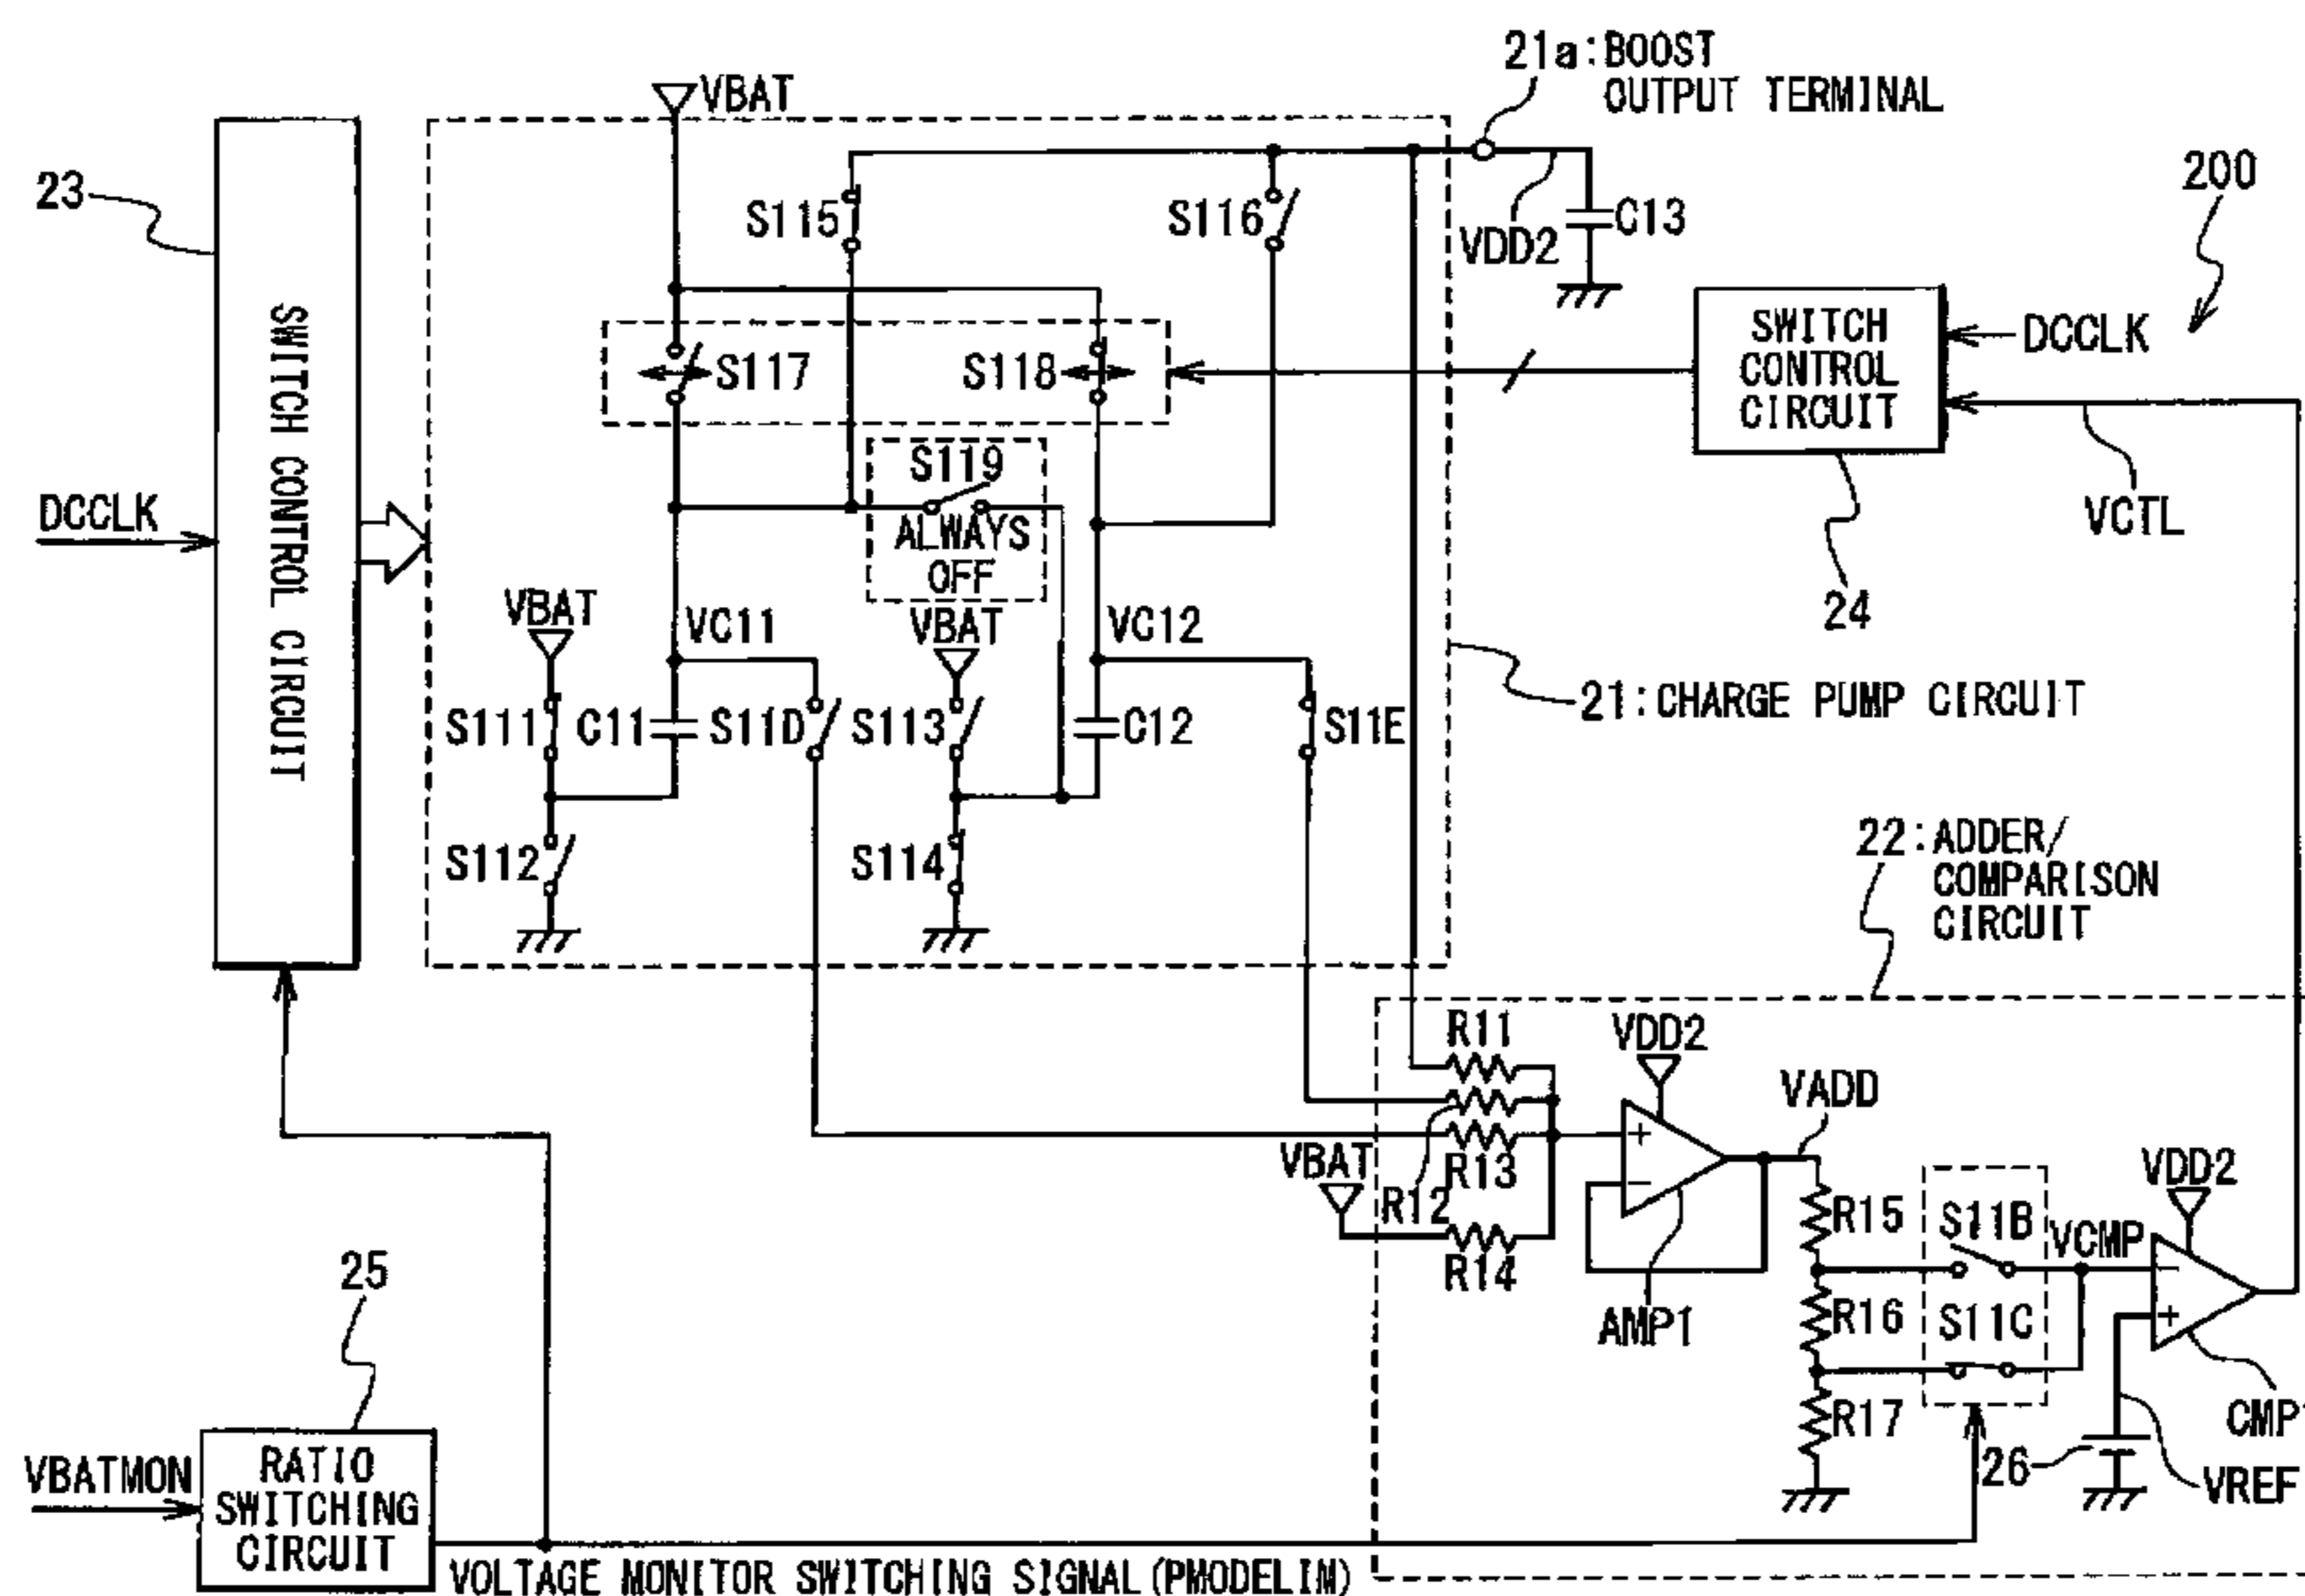 21a:BOOST
OUTPUT TERMINAL
VBAT
23
200
S115
S116
C13
VDD2
SWITCH
CONTROL
CIRCUIT
DCCLK
S117
S118
SWITCH CONTROL CIRCUIT
S119
ALWAYS
OFF
DCCLK
VCTL
24
VBAT
VC11
VBAT
VC12
21:CHARGE PUMP CIRCUIT
S111
C11
S11D
S113
C12
S11E
S112
S114
22:ADDER/
COMPARISON
CIRCUIT
R11
VDD2
VADD
VBAT
R13
R12
VDD2
R15
S11B
VCMP
R14
25
AMP1
R16
S11C
R17
CMP1
26
VREF
VBATMON
RATIO
SWITCHING
CIRCUIT
VOLTAGE MONITOR SWITCHING SIGNAL(PMODELIM)